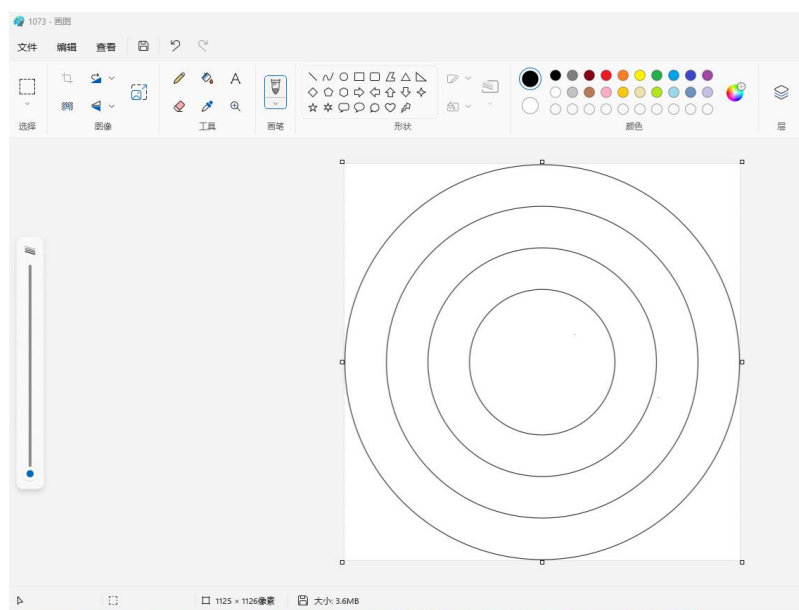 1073 - 画图
文件 编辑 查看
A
选择 图像 工具 画笔 形状 颜色 层
1125 × 1126像素 大小: 3.6MB